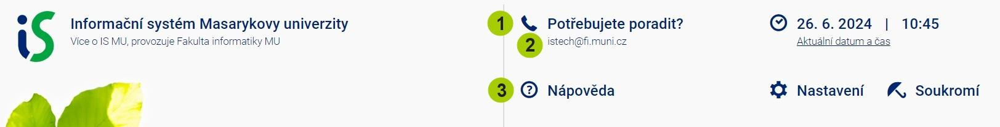 iS
Informační systém Masarykovy univerzity
Více o IS MU, provozuje Fakulta informatiky MU
1
Potřebujete poradit?
2
istech@fi.muni.cz
3
Nápověda
26. 6. 2024 | 10:45
Aktuální datum a čas
Nastavení
Soukromí